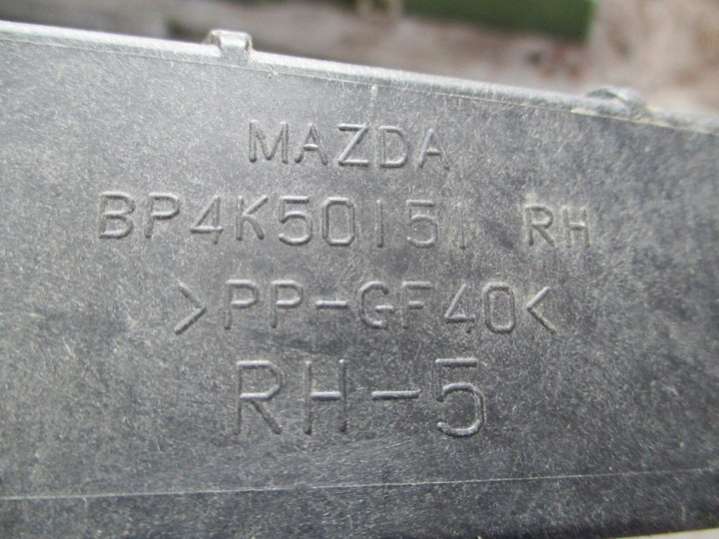 MAZDA
BP4K50151 RH
>PP-GF40<
RH-5